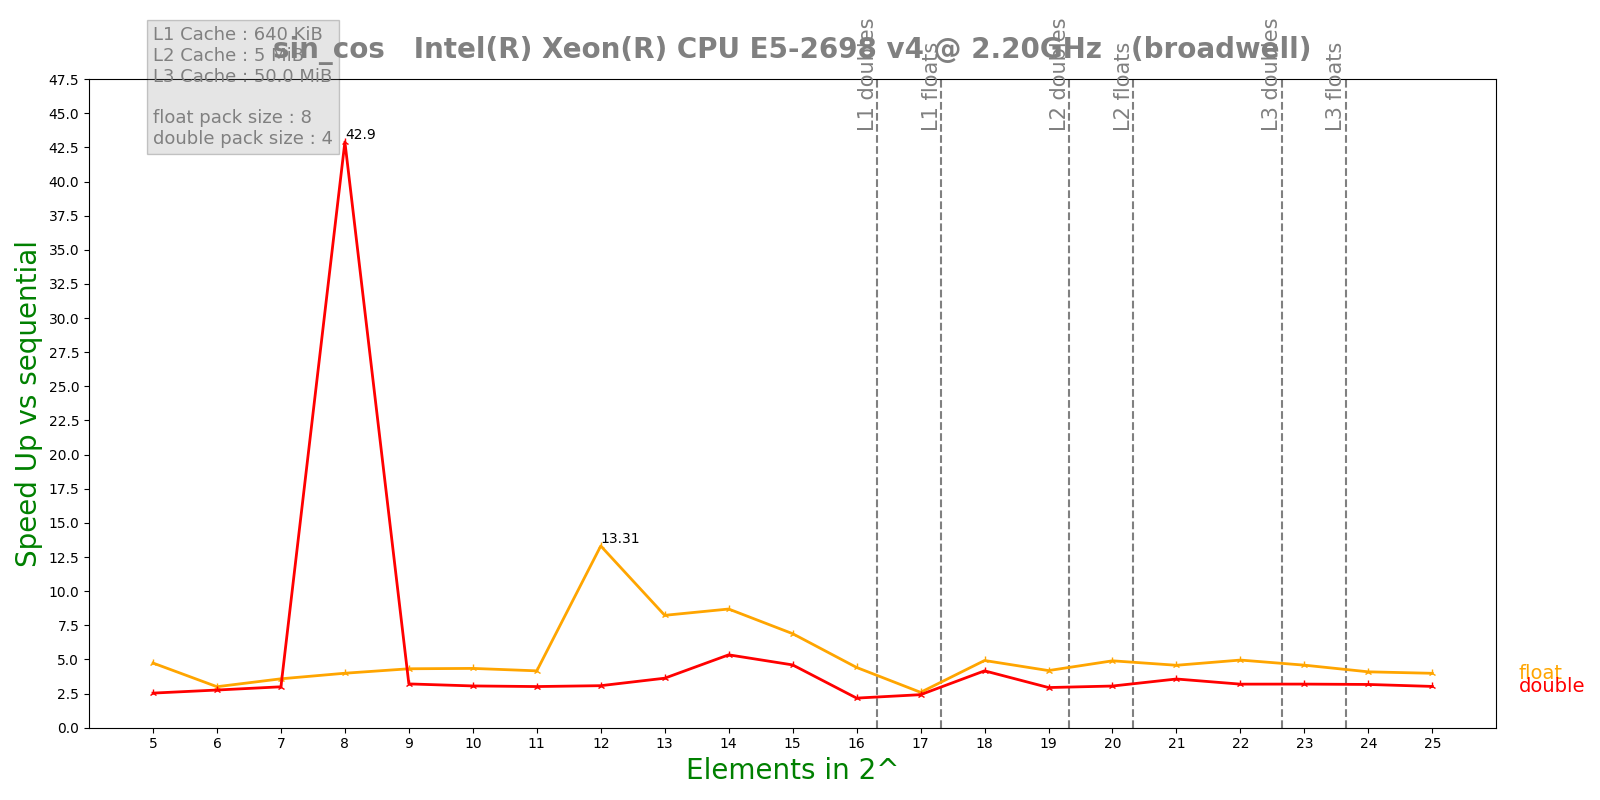 sin_cos Intel(R) Xeon(R) CPU E5-2698 v4 @ 2.20GHz (broadwell)
L1 Cache : 640 KiB
L2 Cache : 5 MiB
L3 Cache : 50.0 MiB
float pack size : 8
double pack size : 4
L1 doubles
L1 floats
L2 doubles
L2 floats
L3 doubles
L3 floats
42.9
13.31
Speed Up vs sequential
47.5
45.0
42.5
40.0
37.5
35.0
32.5
30.0
27.5
25.0
22.5
20.0
17.5
15.0
12.5
10.0
7.5
5.0
2.5
0.0
float
double
5 6 7 8 9 10 11 12 13 14 15 16 17 18 19 20 21 22 23 24 25
Elements in 2^